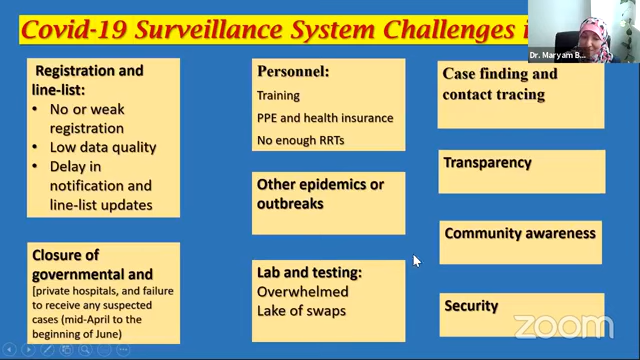 Covid-19 Surveillance System Challenges i
Dr. Maryam B...
Registration and
line-list:
• No or weak
registration
• Low data quality
• Delay in
notification and
line-list updates
Closure of
governmental and
[private hospitals, and failure
to receive any suspected
cases (mid-April to the
beginning of June)
Personnel:
Training
PPE and health insurance
No enough RRTs
Other epidemics or
outbreaks
Lab and testing:
Overwhelmed
Lake of swaps
Case finding and
contact tracing
Transparency
Community awareness
Security
zoom